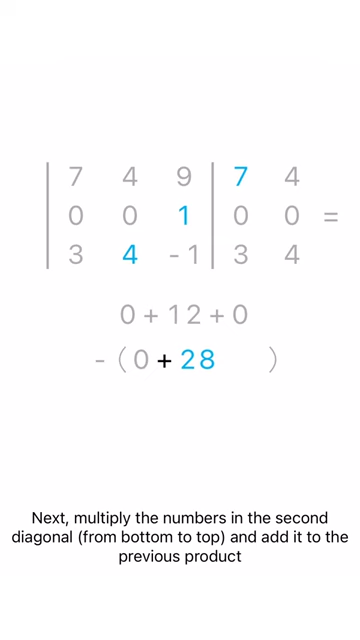 7 4 9 7 4
0 0 1 0 0 =
3 4 -1 3 4
0 + 12 + 0
- ( 0 + 28 )
Next, multiply the numbers in the second
diagonal (from bottom to top) and add it to the
previous product